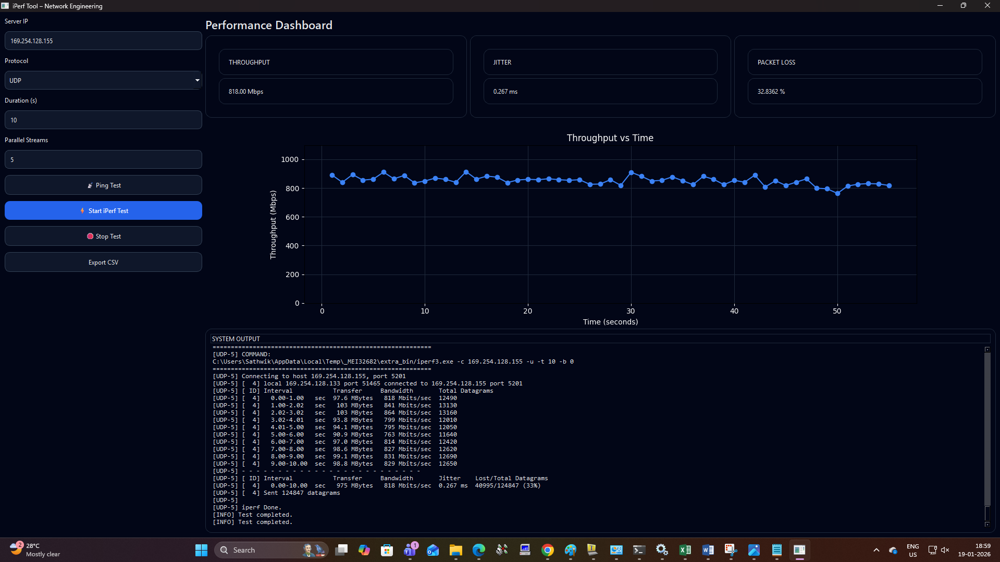 iPerf Tool – Network Engineering
Server IP
169.254.128.155
Protocol
UDP
Duration (s)
10
Parallel Streams
5
Ping Test
Start iPerf Test
Stop Test
Export CSV
Performance Dashboard
THROUGHPUT
818.00 Mbps
JITTER
0.267 ms
PACKET LOSS
32.8362 %
Throughput vs Time
Throughput (Mbps)
1000
800
600
400
200
0
0 10 20 30 40 50
Time (seconds)
SYSTEM OUTPUT
============================================================
[UDP-5] COMMAND:
C:\Users\Sathwik\AppData\Local\Temp\_MEI32682\extra_bin/iperf3.exe -c 169.254.128.155 -u -t 10 -b 0
============================================================
[UDP-5] Connecting to host 169.254.128.155, port 5201
[UDP-5] [  4] local 169.254.128.133 port 51465 connected to 169.254.128.155 port 5201
[UDP-5] [ ID] Interval           Transfer     Bandwidth       Total Datagrams
[UDP-5] [  4]   0.00-1.00   sec  97.6 MBytes   818 Mbits/sec  12490
[UDP-5] [  4]   1.00-2.02   sec   103 MBytes   841 Mbits/sec  13130
[UDP-5] [  4]   2.02-3.02   sec   103 MBytes   864 Mbits/sec  13160
[UDP-5] [  4]   3.02-4.01   sec  93.8 MBytes   799 Mbits/sec  12010
[UDP-5] [  4]   4.01-5.00   sec  94.1 MBytes   795 Mbits/sec  12050
[UDP-5] [  4]   5.00-6.00   sec  90.9 MBytes   763 Mbits/sec  11640
[UDP-5] [  4]   6.00-7.00   sec  97.0 MBytes   814 Mbits/sec  12420
[UDP-5] [  4]   7.00-8.00   sec  98.6 MBytes   827 Mbits/sec  12620
[UDP-5] [  4]   8.00-9.00   sec  99.1 MBytes   831 Mbits/sec  12690
[UDP-5] [  4]   9.00-10.00  sec  98.8 MBytes   829 Mbits/sec  12650
[UDP-5] - - - - - - - - - - - - - - - - - - - - - - - - -
[UDP-5] [ ID] Interval           Transfer     Bandwidth       Jitter    Lost/Total Datagrams
[UDP-5] [  4]   0.00-10.00  sec   975 MBytes   818 Mbits/sec  0.267 ms  40995/124847 (33%)
[UDP-5] [  4] Sent 124847 datagrams
[UDP-5]
[UDP-5] iperf Done.
[INFO] Test completed.
[INFO] Test completed.
2
28°C
Mostly clear
Search
1
ENG
US
18:59
19-01-2026